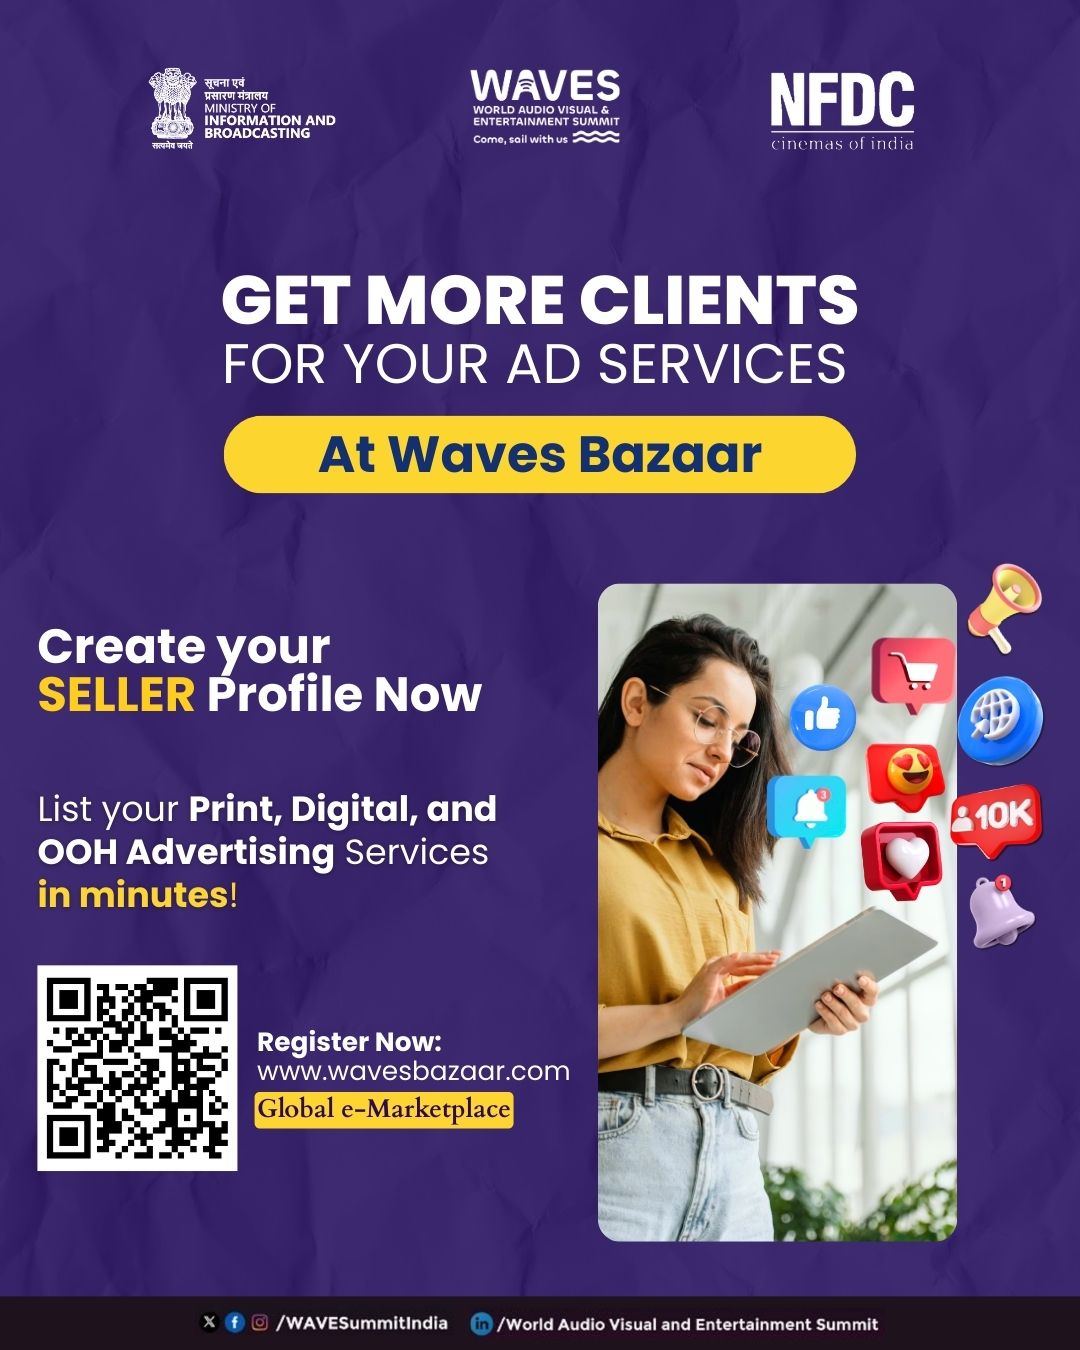 सूचना एवं
प्रसारण मंत्रालय
MINISTRY OF
INFORMATION AND
BROADCASTING
सत्यमेव जयते
WAVES
WORLD AUDIO VISUAL &
ENTERTAINMENT SUMMIT
Come, sail with us
NFDC
cinemas of india
GET MORE CLIENTS
FOR YOUR AD SERVICES
At Waves Bazaar
Create your
SELLER Profile Now
List your Print, Digital, and
OOH Advertising Services
in minutes!
3
10K
1
Register Now:
www.wavesbazaar.com
Global e-Marketplace
/WAVESummitIndia
/World Audio Visual and Entertainment Summit